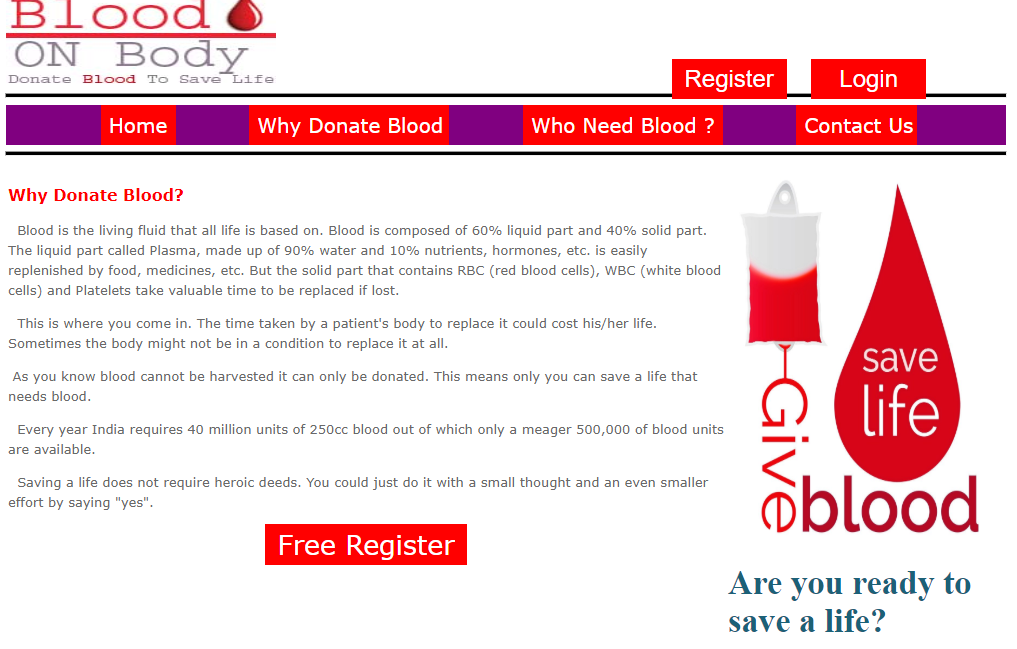 Blood
ON Body
Donate Blood To Save Life
Register
Login
Home
Why Donate Blood
Who Need Blood ?
Contact Us
Why Donate Blood?
Blood is the living fluid that all life is based on. Blood is composed of 60% liquid part and 40% solid part.
The liquid part called Plasma, made up of 90% water and 10% nutrients, hormones, etc. is easily
replenished by food, medicines, etc. But the solid part that contains RBC (red blood cells), WBC (white blood
cells) and Platelets take valuable time to be replaced if lost.
This is where you come in. The time taken by a patient's body to replace it could cost his/her life.
Sometimes the body might not be in a condition to replace it at all.
As you know blood cannot be harvested it can only be donated. This means only you can save a life that
needs blood.
Every year India requires 40 million units of 250cc blood out of which only a meager 500,000 of blood units
are available.
Saving a life does not require heroic deeds. You could just do it with a small thought and an even smaller
effort by saying "yes".
Free Register
save
life
Give
blood
Are you ready to
save a life?